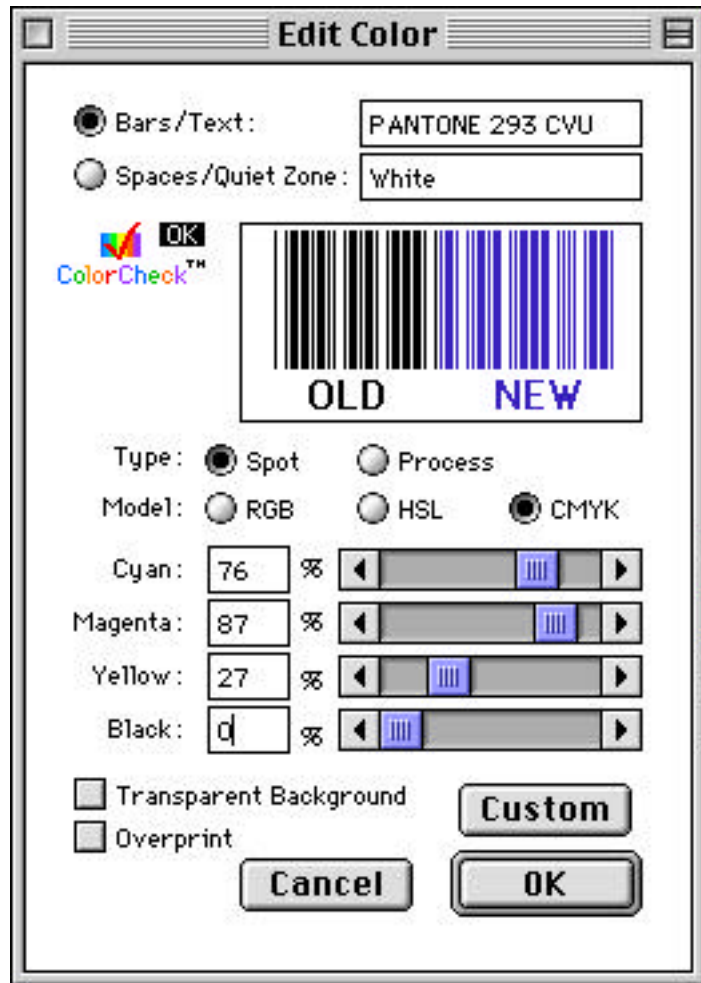 Edit Color
Bars/Text: PANTONE 293 CVU
Spaces/Quiet Zone: White
OK
ColorCheck™
OLD NEW
Type: Spot Process
Model: RGB HSL CMYK
Cyan: 76 %
Magenta: 87 %
Yellow: 27 %
Black: 0 %
Transparent Background
Custom
Overprint
Cancel OK